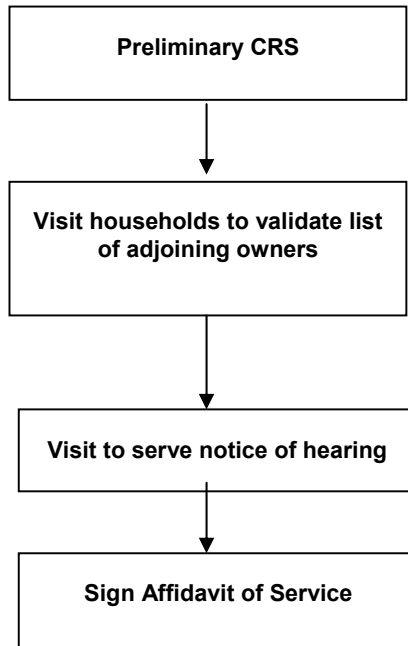 Preliminary CRS
Visit households to validate list
of adjoining owners
Visit to serve notice of hearing
Sign Affidavit of Service